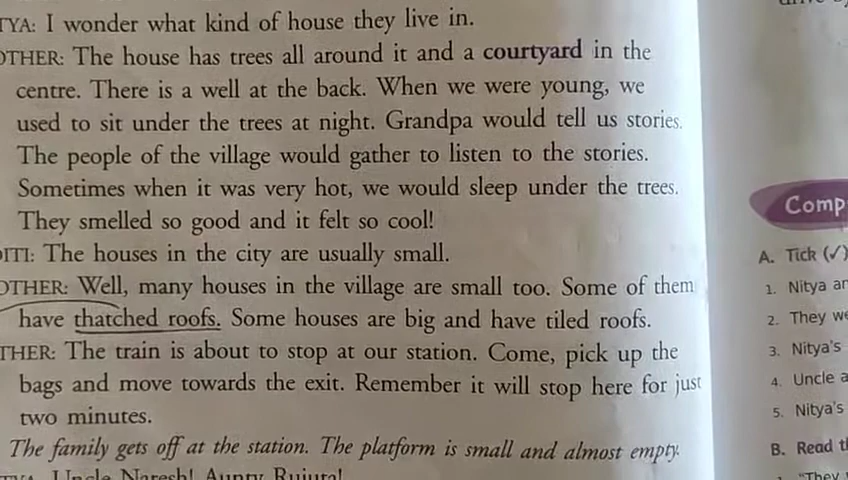 TYA: I wonder what kind of house they live in.
OTHER: The house has trees all around it and a courtyard in the
centre. There is a well at the back. When we were young, we
used to sit under the trees at night. Grandpa would tell us stories.
The people of the village would gather to listen to the stories.
Sometimes when it was very hot, we would sleep under the trees.
They smelled so good and it felt so cool!
DITI: The houses in the city are usually small.
OTHER: Well, many houses in the village are small too. Some of them
have thatched roofs. Some houses are big and have tiled roofs.
THER: The train is about to stop at our station. Come, pick up the
bags and move towards the exit. Remember it will stop here for just
two minutes.
The family gets off at the station. The platform is small and almost empty.
Uncle Naresh! Aunty Rujuta!
Comp
A. Tick (✓)
1. Nitya an
2. They we
3. Nitya's
4. Uncle a
5. Nitya's
B. Read th
"They